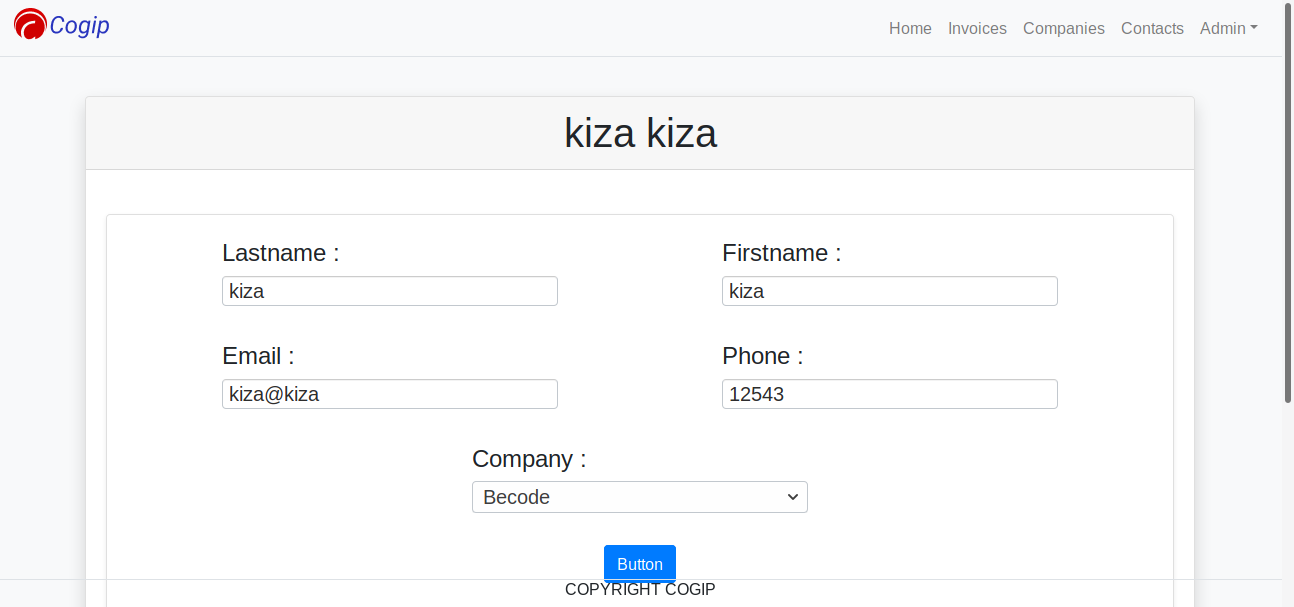 Cogip
Home Invoices Companies Contacts Admin
kiza kiza
Lastname : Firstname :
kiza kiza
Email : Phone :
kiza@kiza 12543
Company :
Becode
Button
COPYRIGHT COGIP